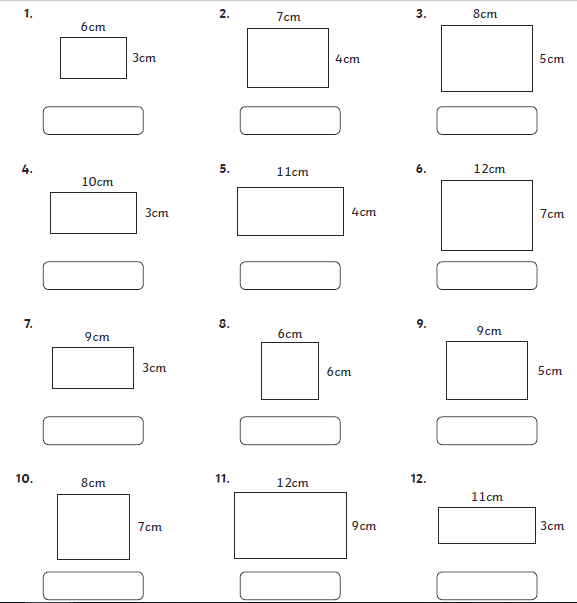 1. 2. 3.
6cm 7cm 8cm
3cm 4cm 5cm
4. 5. 6.
10cm 11cm 12cm
3cm 4cm 7cm
7. 8. 9.
9cm 6cm 9cm
3cm 6cm 5cm
10. 11. 12.
8cm 12cm 11cm
7cm 9cm 3cm